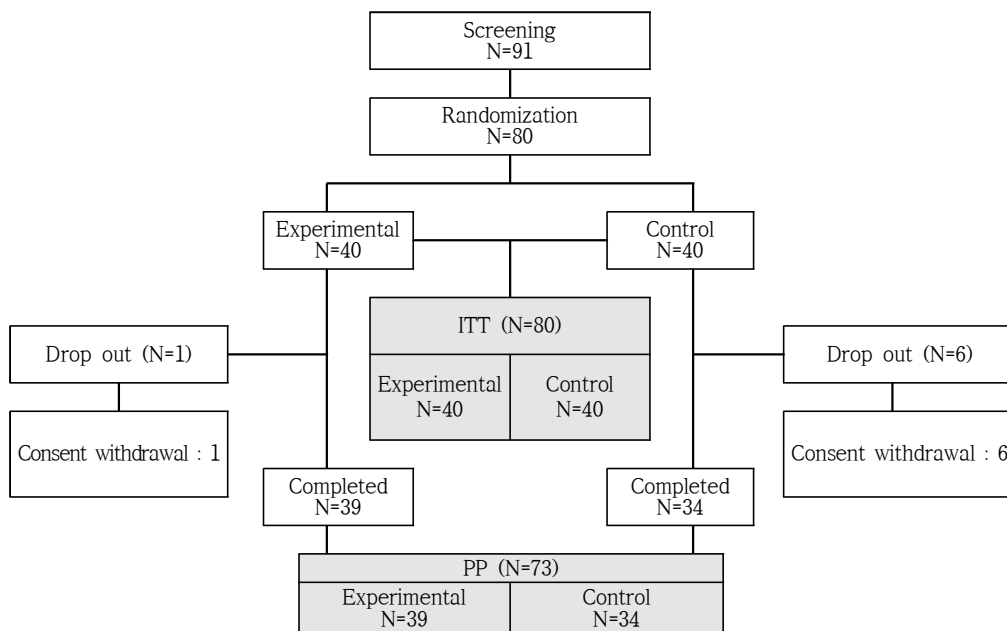 Screening
N=91
Randomization
N=80
Experimental
N=40
Control
N=40
ITT (N=80)
Experimental
N=40
Control
N=40
Drop out (N=1)
Consent withdrawal : 1
Drop out (N=6)
Consent withdrawal : 6
Completed
N=39
Completed
N=34
PP (N=73)
Experimental
N=39
Control
N=34